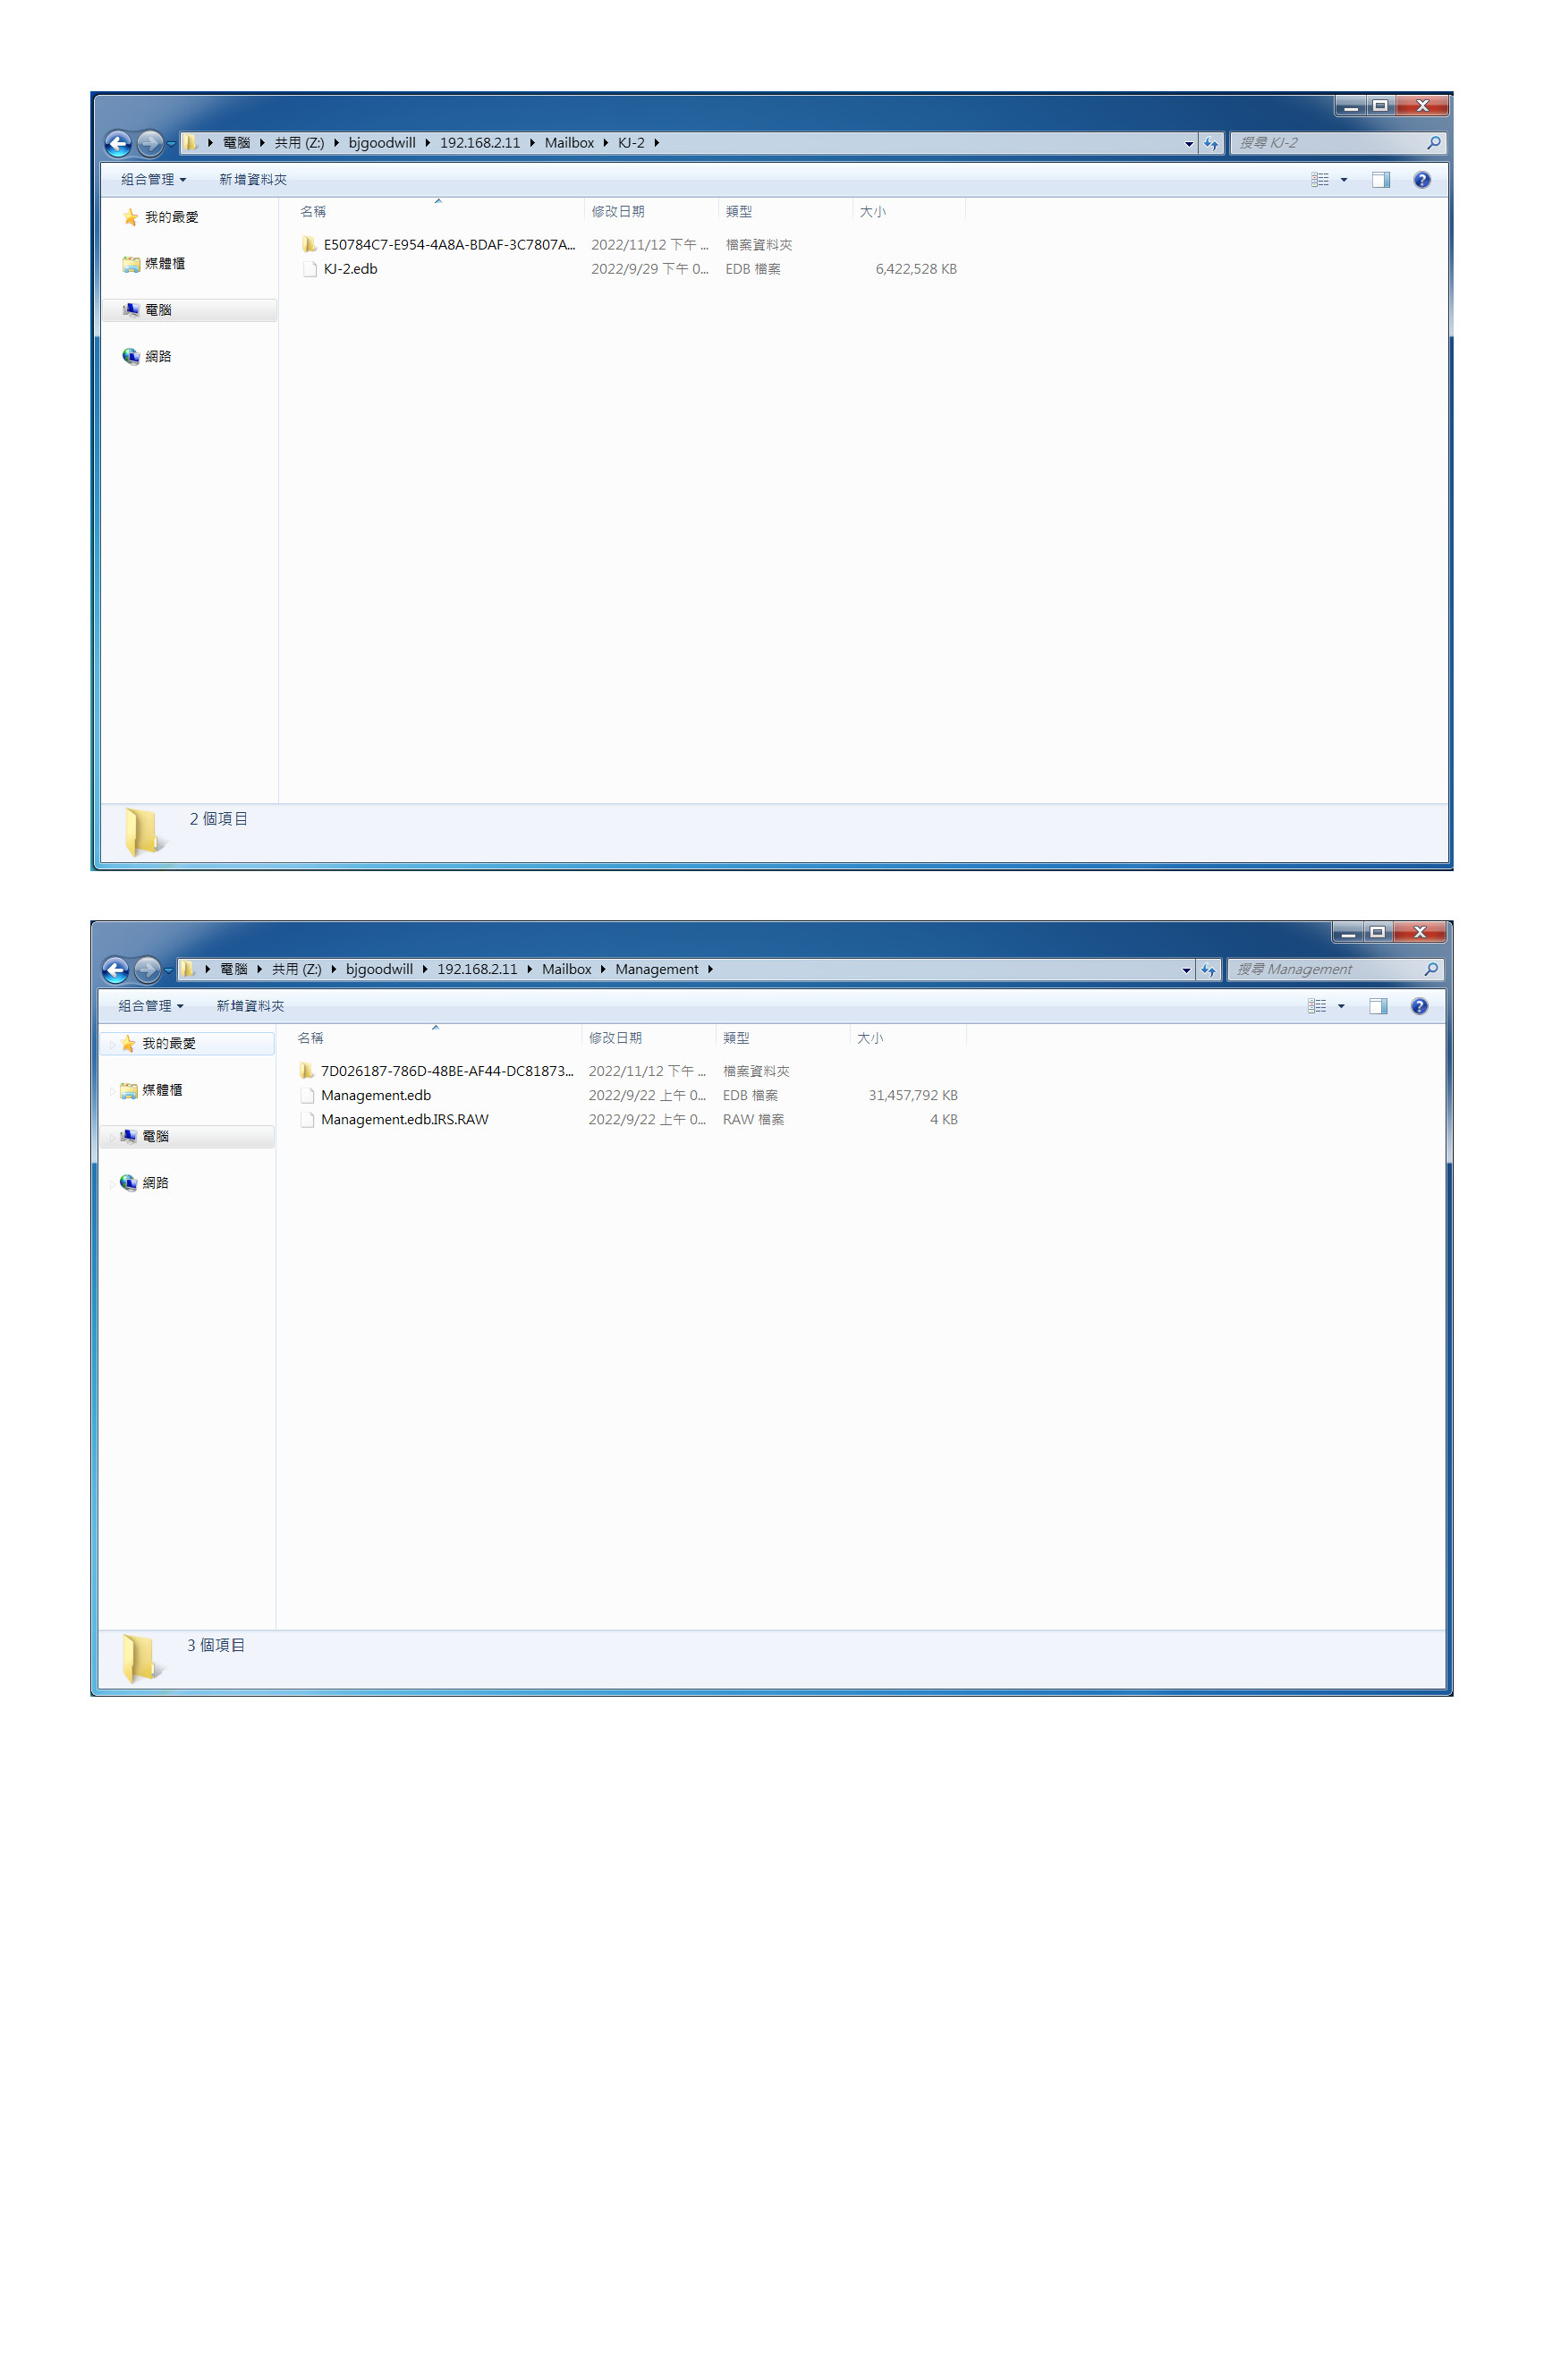 電腦 共用 (Z:) bjgoodwill 192.168.2.11 Mailbox KJ-2 搜尋 KJ-2
組合管理 新增資料夾
名稱 修改日期 類型 大小
我的最愛
媒體櫃
電腦
網路
E50784C7-E954-4A8A-BDAF-3C7807A... 2022/11/12 下午 ... 檔案資料夾
KJ-2.edb 2022/9/29 下午 0... EDB 檔案 6,422,528 KB
2 個項目
電腦 共用 (Z:) bjgoodwill 192.168.2.11 Mailbox Management 搜尋 Management
組合管理 新增資料夾
名稱 修改日期 類型 大小
我的最愛
媒體櫃
電腦
網路
7D026187-786D-48BE-AF44-DC81873... 2022/11/12 下午 ... 檔案資料夾
Management.edb 2022/9/22 上午 0... EDB 檔案 31,457,792 KB
Management.edb.IRS.RAW 2022/9/22 上午 0... RAW 檔案 4 KB
3 個項目